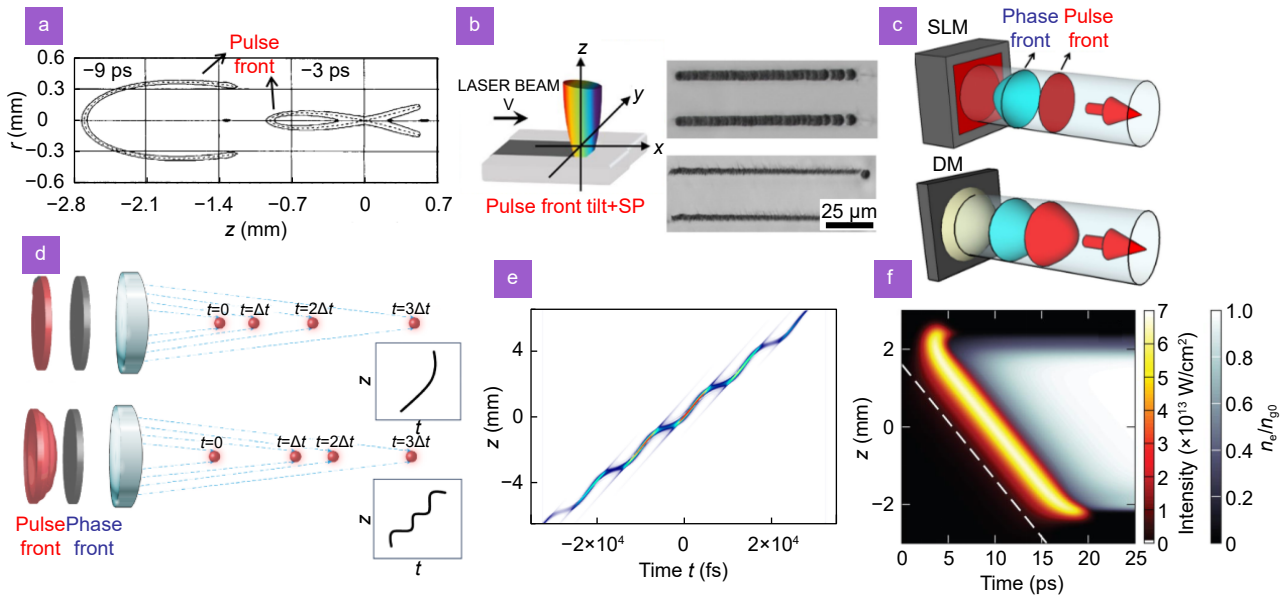 a
Pulse
front
−9 ps
−3 ps
0.6
0.3
0
−0.3
−0.6
r (mm)
−2.8
−2.1
−1.4
−0.7
0
0.7
z (mm)
b
LASER BEAM
V
z
y
x
Pulse front tilt+SP
25 μm
c
SLM
Phase
front
Pulse
front
DM
d
t=0
t=Δt
t=2Δt
t=3Δt
z
t
t=0
t=Δt
t=2Δt
t=3Δt
z
t
Pulse
front
Phase
front
e
4
0
−4
z (mm)
−2×10⁴
0
2×10⁴
Time t (fs)
f
2
0
−2
z (mm)
0
5
10
15
20
25
Time (ps)
7
6
5
4
3
2
1
0
Intensity (×10¹³ W/cm²)
1.0
0.8
0.6
0.4
0.2
0
nₑ/n_g0